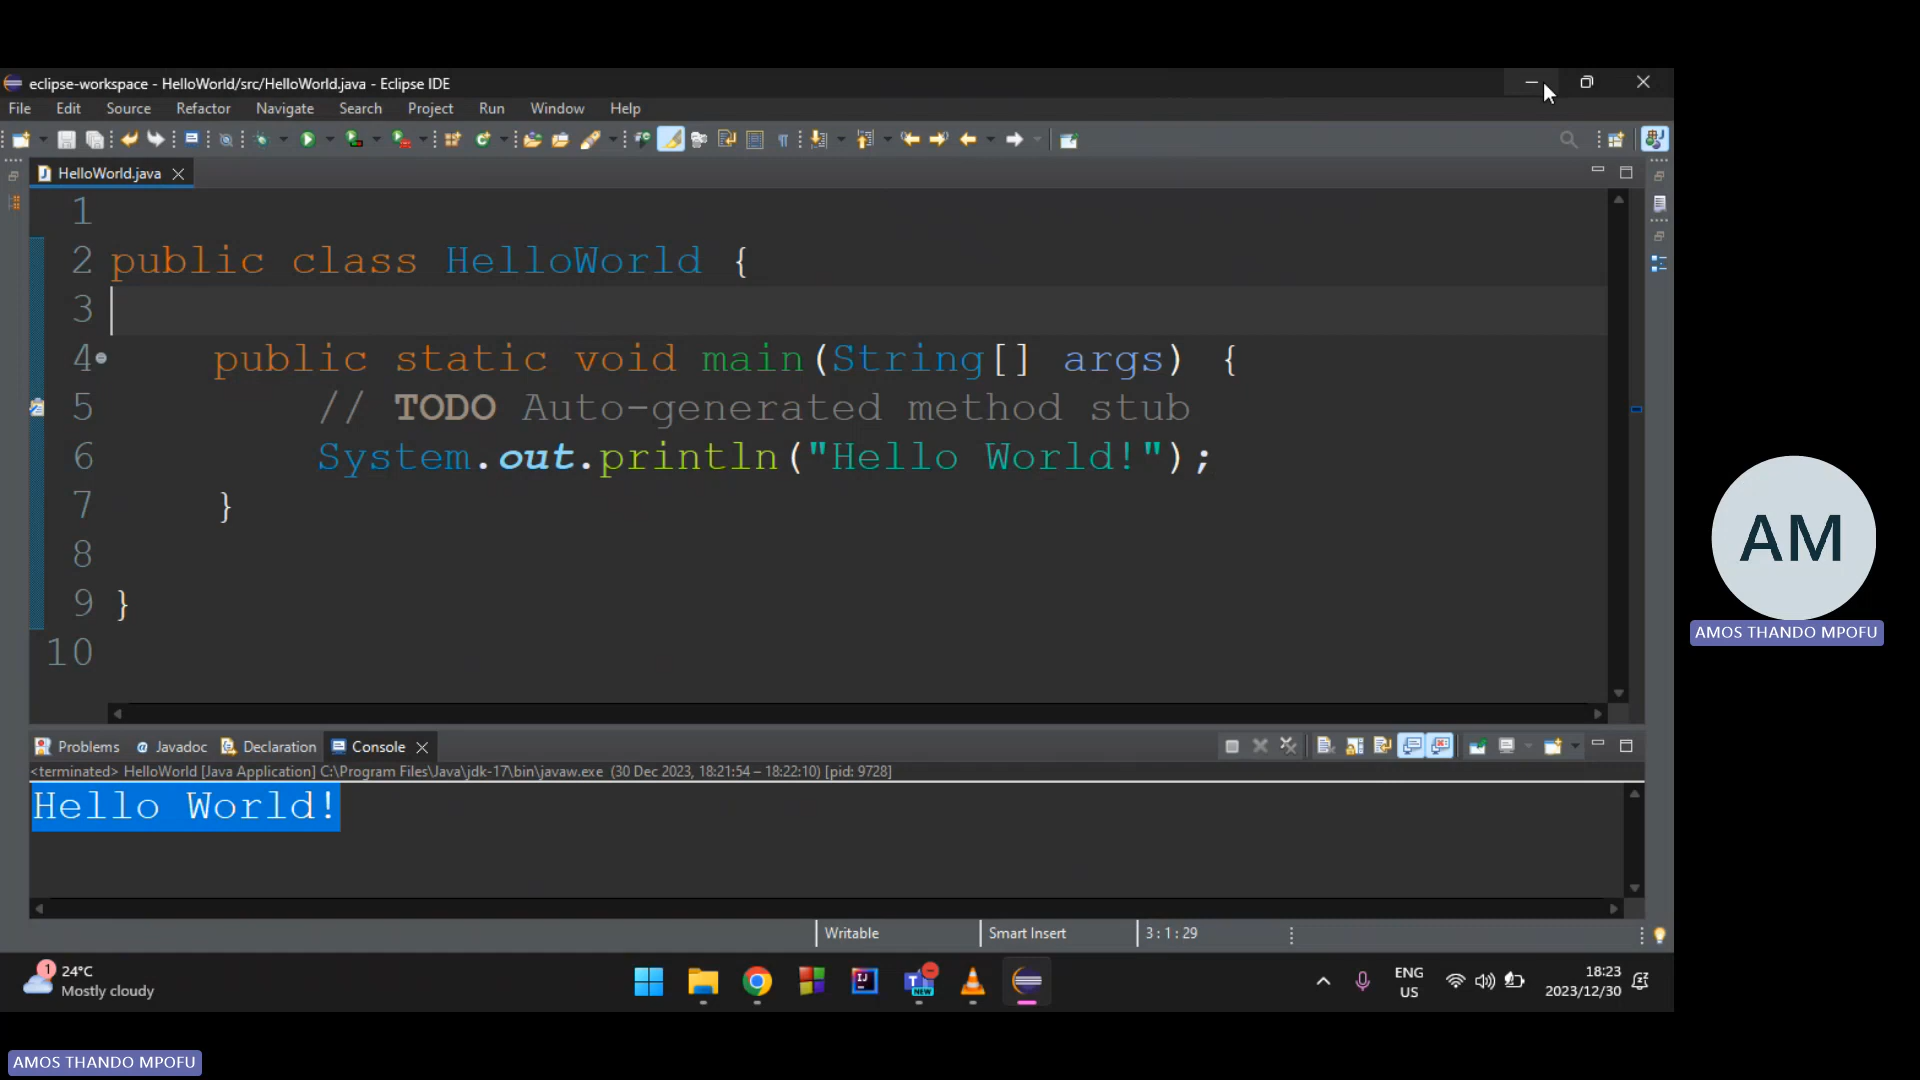 eclipse-workspace - HelloWorld/src/HelloWorld.java - Eclipse IDE
File Edit Source Refactor Navigate Search Project Run Window Help
HelloWorld.java
1
2 public class HelloWorld {
3
4 public static void main(String[] args) {
5 // TODO Auto-generated method stub
6 System.out.println("Hello World!");
7 }
8
9 }
10
AM
AMOS THANDO MPOFU
Problems @ Javadoc Declaration Console
<terminated> HelloWorld [Java Application] C:\Program Files\Java\jdk-17\bin\javaw.exe (30 Dec 2023, 18:21:54 – 18:22:10) [pid: 9728]
Hello World!
Writable Smart Insert 3 : 1 : 29
1 24°C
Mostly cloudy
IJ
T NEW
ENG
US
18:23
2023/12/30
AMOS THANDO MPOFU